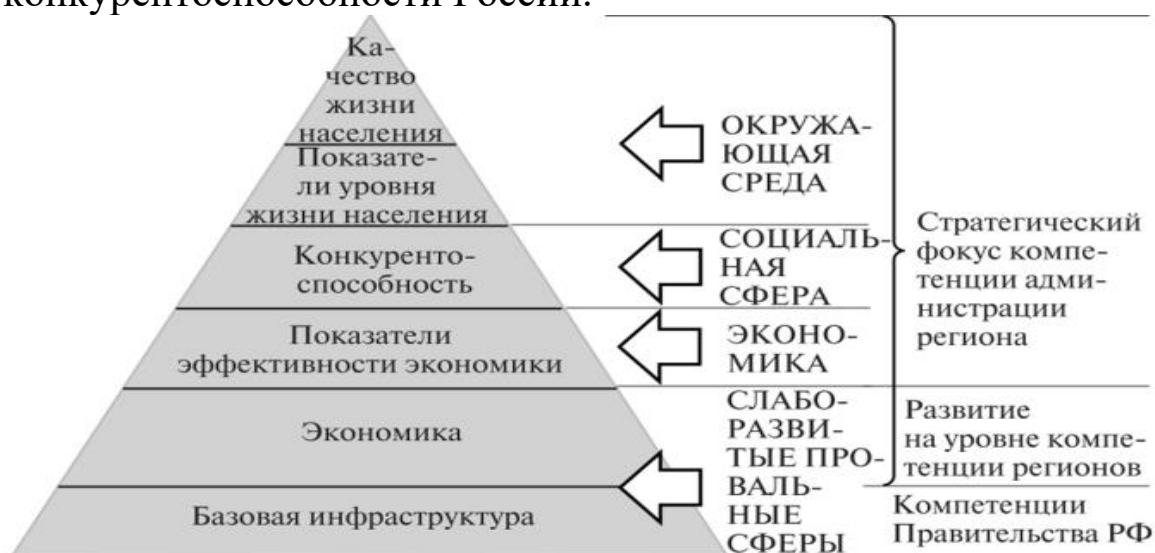 конкурентоспособности России.
Ка-
чество
жизни
населения
Показате-
ли уровня
жизни населения
Конкуренто-
способность
Показатели
эффективности экономики
Экономика
Базовая инфраструктура
ОКРУЖА-
ЮЩАЯ
СРЕДА
СОЦИАЛЬ-
НАЯ
СФЕРА
ЭКОНО-
МИКА
СЛАБО-
РАЗВИ-
ТЫЕ ПРО-
ВАЛЬ-
НЫЕ
СФЕРЫ
Стратегический
фокус компе-
тенции адми-
нистрации
региона
Развитие
на уровне компе-
тенции регионов
Компетенции
Правительства РФ